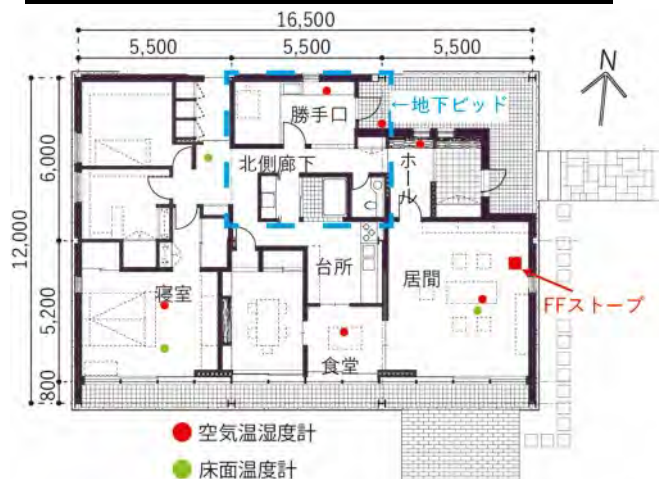 16,500
5,500
5,500
5,500
N
勝手口
←地下ピッド
6,000
北側廊下
ホール
12,000
台所
居間
寝室
FFストーブ
5,200
食堂
800
空気温湿度計
床面温度計